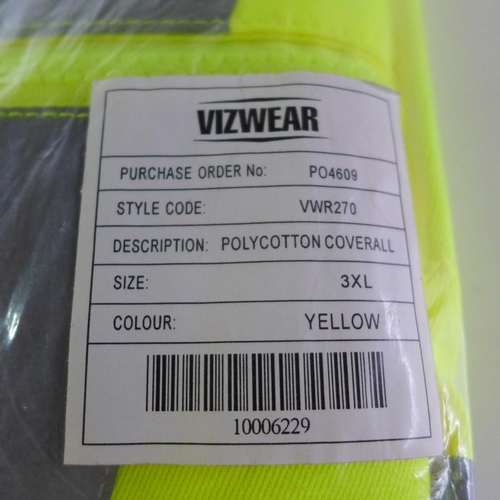 VIZWEAR
PURCHASE ORDER No: PO4609
STYLE CODE: VWR270
DESCRIPTION: POLYCOTTON COVERALL
SIZE: 3XL
COLOUR: YELLOW
10006229